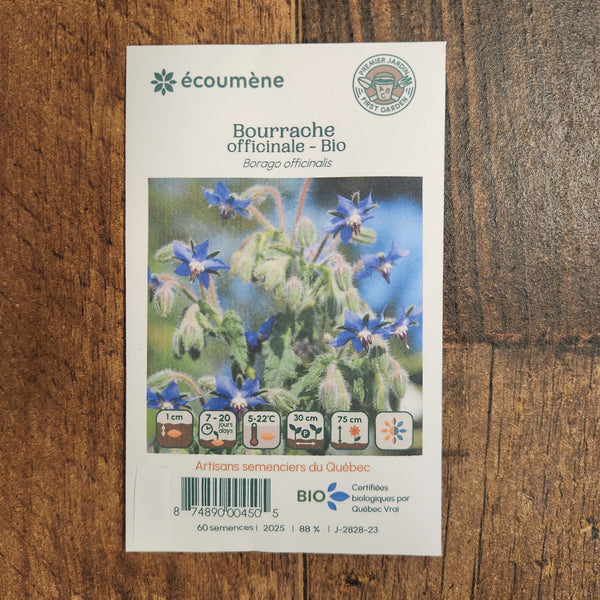 écoumène
PREMIER JARDIN
ABC
FIRST GARDEN
Bourrache
officinale - Bio
Borago officinalis
1 cm
7 - 20
jours
days
5-22°C
30 cm
P
75 cm
Artisans semenciers du Québec
8 74890 00450 5
BIO
Certifiées
biologiques par
Québec Vrai
60 semences | 2025 | 88 % | J-2828-23